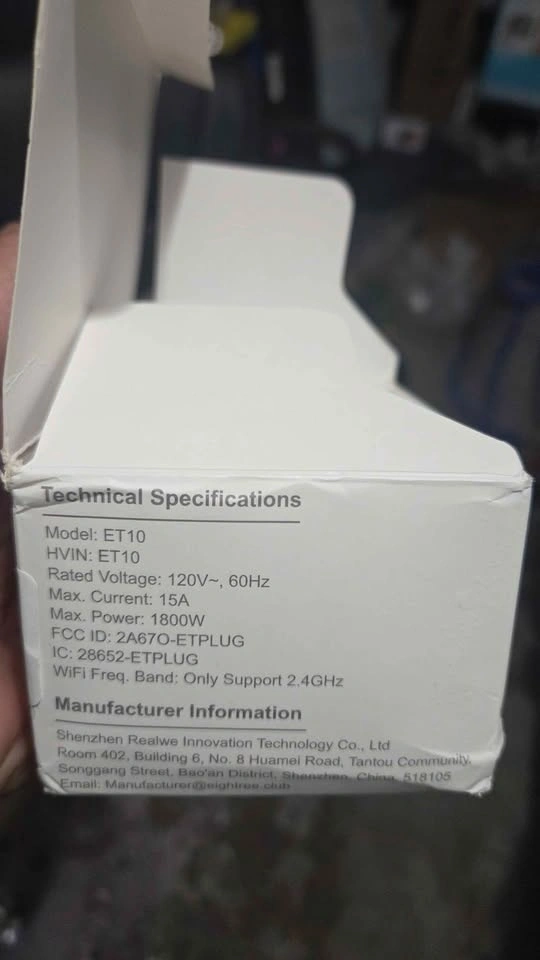 Technical Specifications
Model: ET10
HVIN: ET10
Rated Voltage: 120V~, 60Hz
Max. Current: 15A
Max. Power: 1800W
FCC ID: 2A67O-ETPLUG
IC: 28652-ETPLUG
WiFi Freq. Band: Only Support 2.4GHz
Manufacturer Information
Shenzhen Realwe Innovation Technology Co., Ltd
Room 402, Building 6, No. 8 Huamei Road, Tantou Community,
Songgang Street, Bao'an District, Shenzhen, China, 518105
Email: Manufacturer@eightree.club